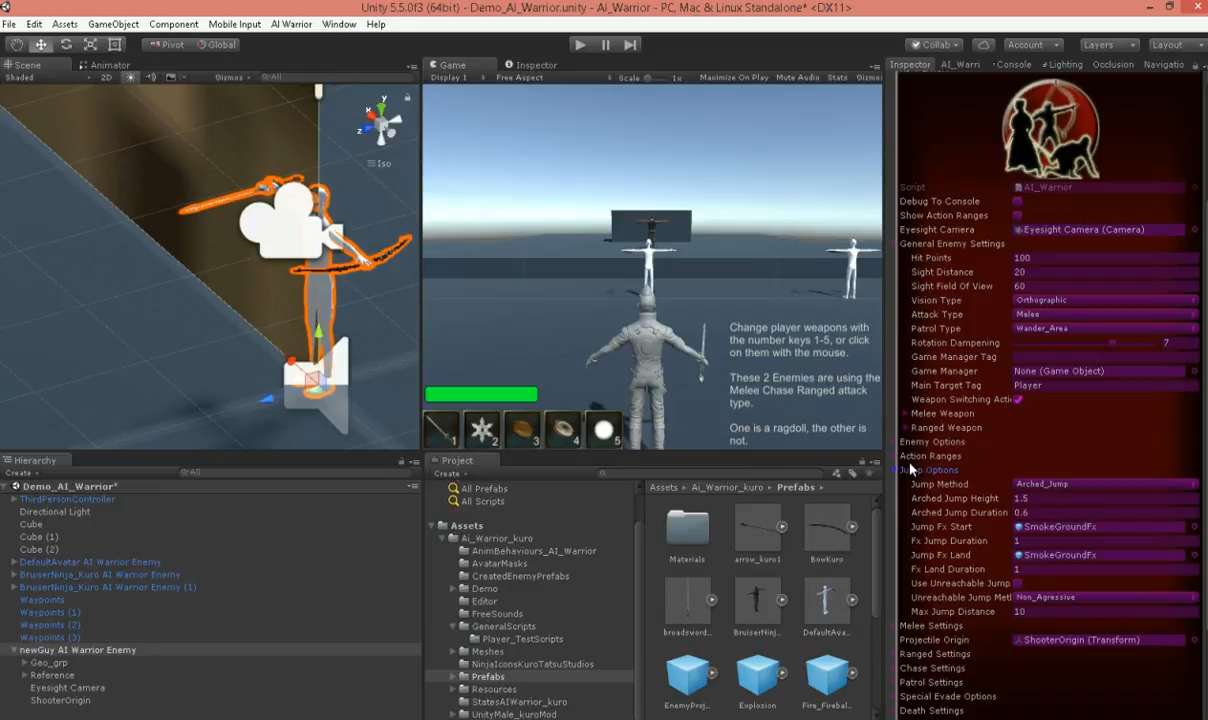 Unity 5.5.0f3 (64bit) - Demo_AI_Warrior.unity - AI_Warrior - PC, Mac & Linux Standalone* <DX11>
File Edit Assets GameObject Component Mobile Input AI Warrior Window Help
Pivot Global Collab Account Layers Layout
Scene Animator
Shaded 2D Gizmos All
y
x
z
Iso
Game Inspector
Display 1 Free Aspect Scale 1x Maximize On Play Mute Audio Stats Gizmos
Change player weapons with
the number keys 1-5, or click
on them with the mouse.
These 2 Enemies are using the
Melee Chase Ranged attack
type.
One is a ragdoll, the other is
not.
1 2 3 4 5
Inspector AI_Warri Console Lighting Occlusion Navigatio
Script AI_Warrior
Debug To Console
Show Action Ranges
Eyesight Camera Eyesight Camera (Camera)
General Enemy Settings
Hit Points 100
Sight Distance 20
Sight Field Of View 60
Vision Type Orthographic
Attack Type Melee
Patrol Type Wander_Area
Rotation Dampening 7
Game Manager Tag
Game Manager None (Game Object)
Main Target Tag Player
Weapon Switching Acti
Melee Weapon
Ranged Weapon
Enemy Options
Action Ranges
Jump Options
Jump Method Arched_Jump
Arched Jump Height 1.5
Arched Jump Duration 0.6
Jump Fx Start SmokeGroundFx
Fx Jump Duration 1
Jump Fx Land SmokeGroundFx
Fx Land Duration 1
Use Unreachable Jump
Unreachable Jump Met Non_Agressive
Max Jump Distance 10
Melee Settings
Projectile Origin ShooterOrigin (Transform)
Ranged Settings
Chase Settings
Patrol Settings
Special Evade Options
Death Settings
Hierarchy
Create All
Demo_AI_Warrior*
ThirdPersonController
Directional Light
Cube
Cube (1)
Cube (2)
DefaultAvatar AI Warrior Enemy
BruiserNinja_Kuro AI Warrior Enemy
BruiserNinja_Kuro AI Warrior Enemy (1)
Waypoints
Waypoints (1)
Waypoints (2)
Waypoints (3)
newGuy AI Warrior Enemy
Geo_grp
Reference
Eyesight Camera
ShooterOrigin
Project
Create
All Prefabs
All Scripts
Assets
Ai_Warrior_kuro
AnimBehaviours_AI_Warrior
AvatarMasks
CreatedEnemyPrefabs
Demo
Editor
FreeSounds
GeneralScripts
Player_TestScripts
Meshes
NinjaIconsKuroTatsuStudios
Prefabs
Resources
StatesAIWarrior_kuro
UnityMale_kuroMod
Assets Ai_Warrior_kuro Prefabs
Materials arrow_kuro1 BowKuro
broadsword... BruiserNinj... DefaultAva...
EnemyProj... Explosion Fire_Fireball...